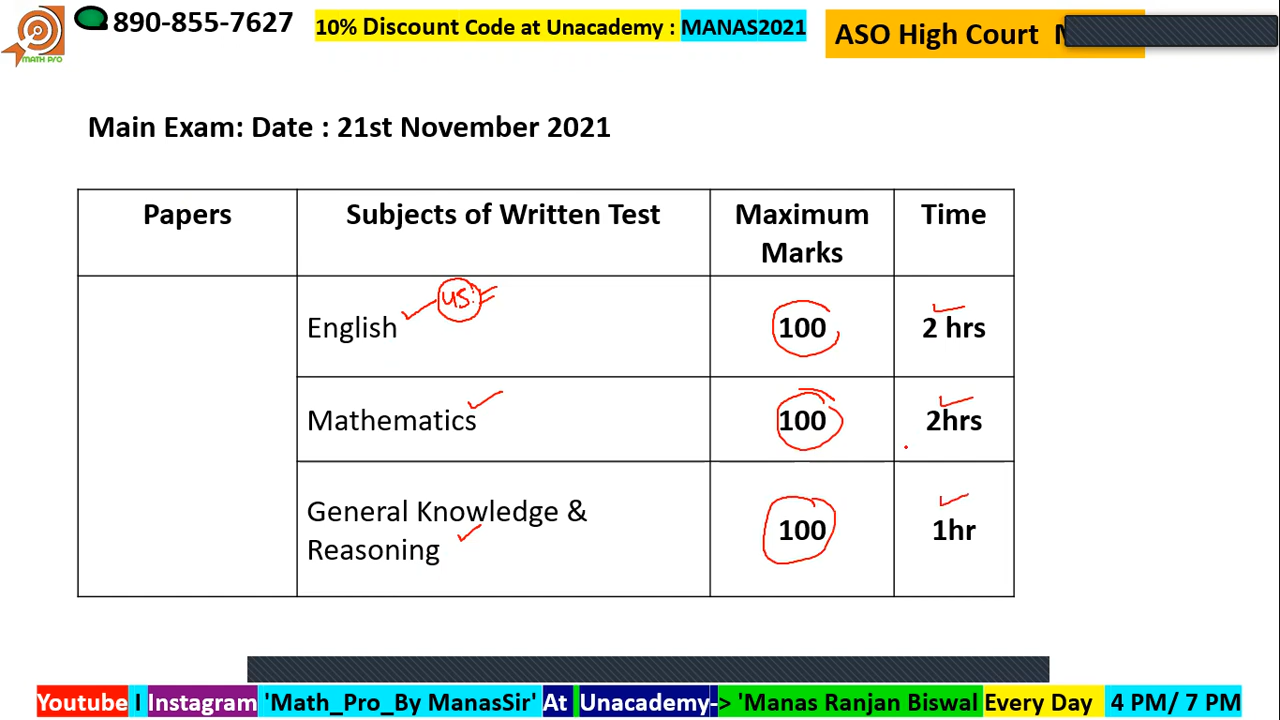 MATH PRO
890-855-7627
10% Discount Code at Unacademy : MANAS2021
ASO High Court
Main Exam: Date : 21st November 2021
Papers
Subjects of Written Test
Maximum
Marks
Time
English
100
2 hrs
Mathematics
100
2hrs
General Knowledge &
Reasoning
100
1hr
Youtube I Instagram 'Math_Pro_By ManasSir' At Unacademy-> 'Manas Ranjan Biswal Every Day 4 PM/ 7 PM